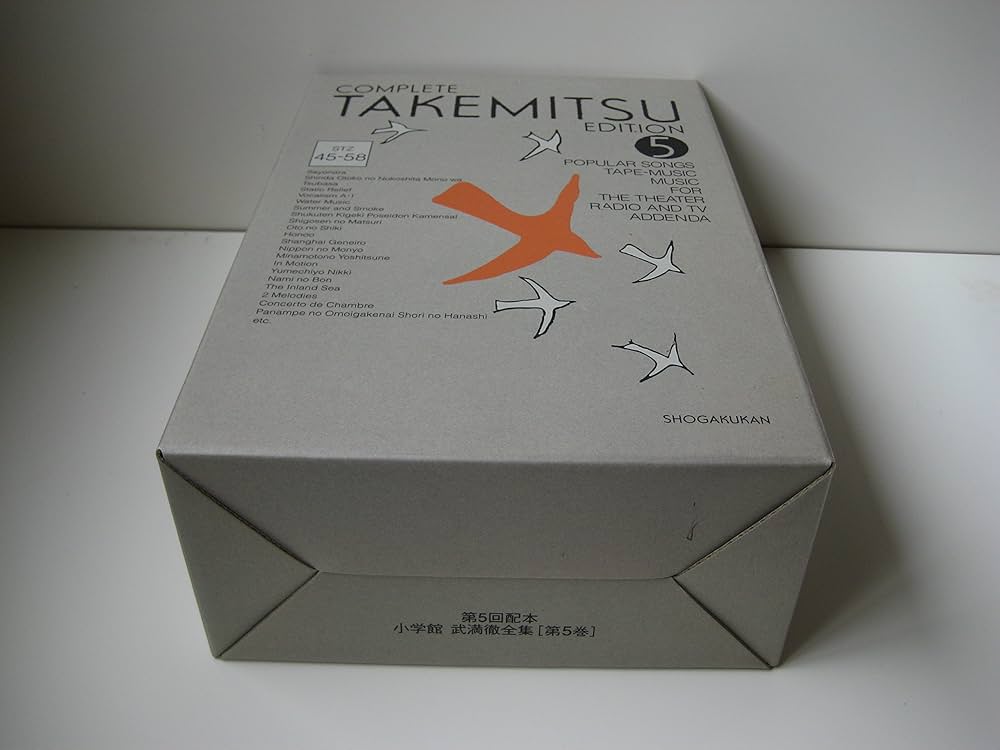 COMPLETE
TAKEMITSU
EDITION
5
STZ
45-58
POPULAR SONGS
TAPE-MUSIC
MUSIC
FOR
THE THEATER
RADIO AND TV
ADDENDA
Sayonara
Shinda Otoko no Nokoshita Mono wa
Tsubasa
Static Relief
Vocalism A·I
Water Music
Summer and Smoke
Shukuten Kigeki Poseidon Kamensai
Shigosen no Matsuri
Oto no Shiki
Honoo
Shanghai Geneiro
Nippon no Monyo
Minamotono Yoshitsune
In Motion
Yumechiyo Nikki
Nami no Bon
The Inland Sea
2 Melodies
Concerto de Chambre
Panampe no Omoigakenai Shori no Hanashi
etc.
SHOGAKUKAN
第5回配本
小学館 武満徹全集[第5巻]